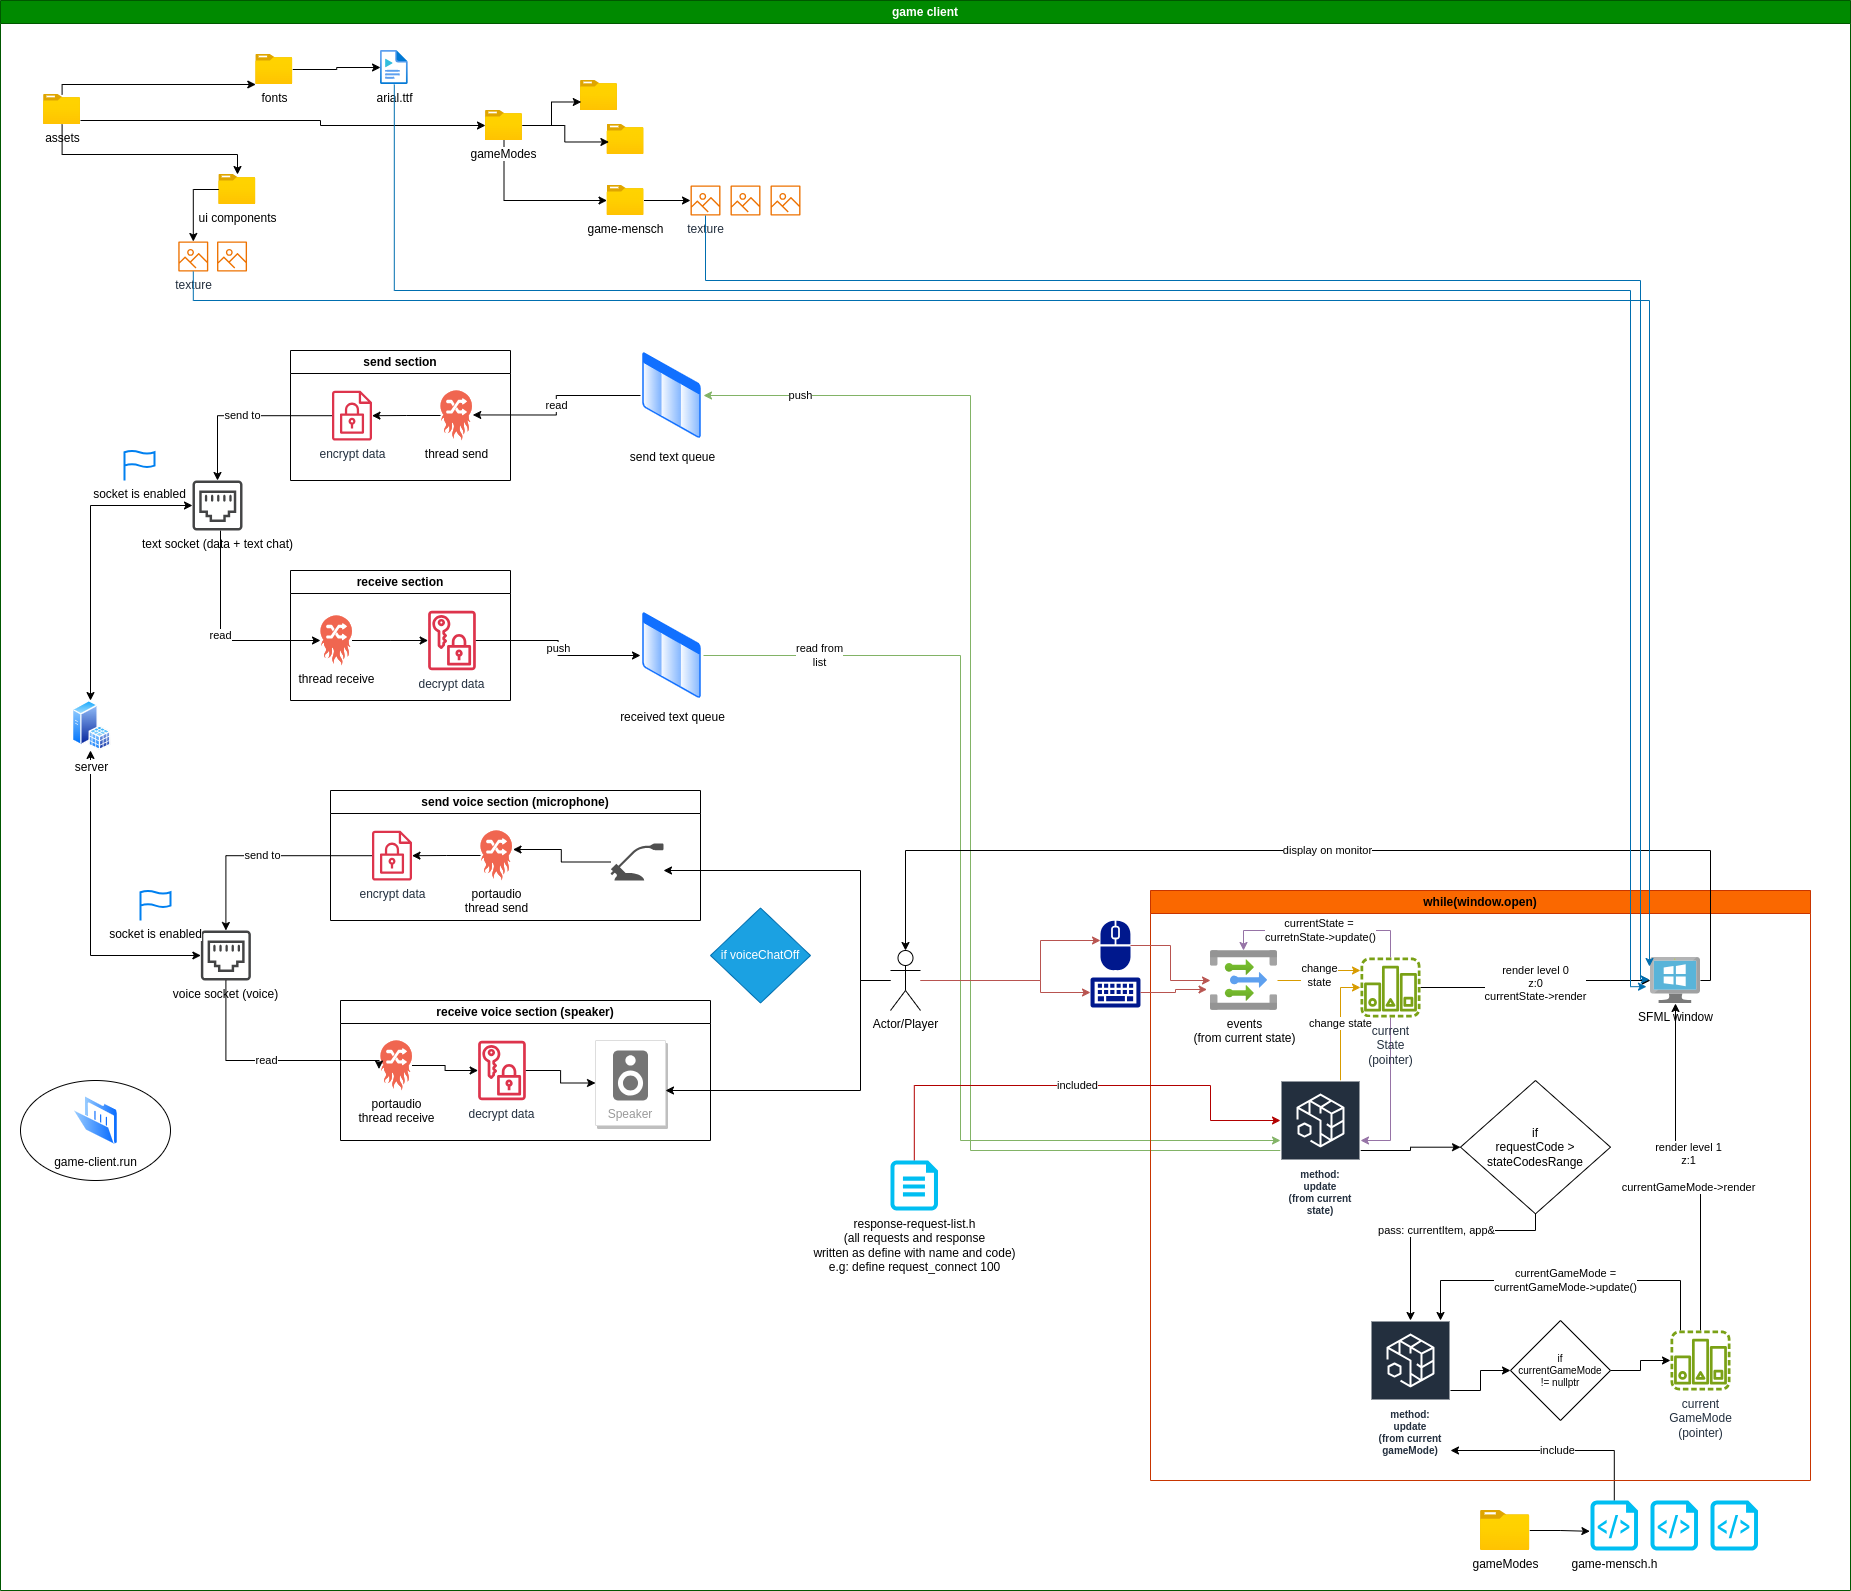 game client
fonts
arial.ttf
assets
gameModes
ui components
game-mensch
texture
texture
send section
send to
encrypt data
thread send
read
send text queue
push
socket is enabled
text socket (data + text chat)
receive section
read
thread receive
decrypt data
push
received text queue
read from
list
server
send voice section (microphone)
send to
encrypt data
portaudio
thread send
socket is enabled
voice socket (voice)
if voiceChatOff
display on monitor
Actor/Player
receive voice section (speaker)
read
portaudio
thread receive
decrypt data
Speaker
game-client.run
while(window.open)
currentState =
curretnState->update()
change
state
events
(from current state)
change state
current
State
(pointer)
render level 0
z:0
currentState->render
SFML window
included
response-request-list.h
(all requests and response
written as define with name and code)
e.g: define request_connect 100
method:
update
(from current
state)
if
requestCode >
stateCodesRange
render level 1
z:1
currentGameMode->render
pass: currentItem, app&
currentGameMode =
currentGameMode->update()
method:
update
(from current
gameMode)
if
currentGameMode
!= nullptr
current
GameMode
(pointer)
include
gameModes
game-mensch.h